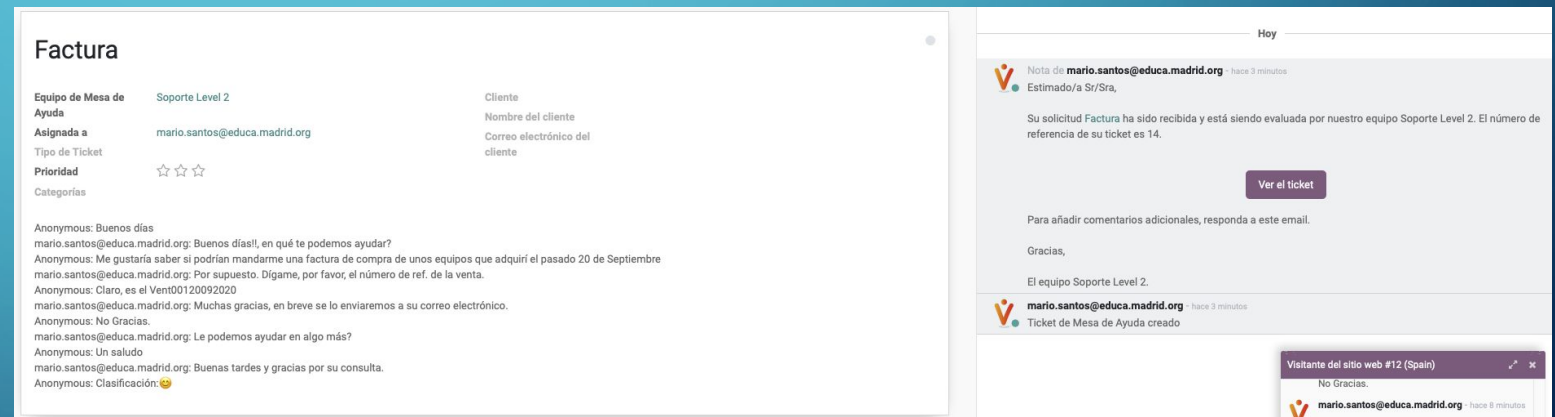 Factura
Equipo de Mesa de Ayuda
Soporte Level 2
Asignada a
mario.santos@educa.madrid.org
Tipo de Ticket
Prioridad
Categorías
Cliente
Nombre del cliente
Correo electrónico del
cliente
Anonymous: Buenos días
mario.santos@educa.madrid.org: Buenos días!!, en qué te podemos ayudar?
Anonymous: Me gustaría saber si podrían mandarme una factura de compra de unos equipos que adquirí el pasado 20 de Septiembre
mario.santos@educa.madrid.org: Por supuesto. Dígame, por favor, el número de ref. de la venta.
Anonymous: Claro, es el Vent00120092020
mario.santos@educa.madrid.org: Muchas gracias, en breve se lo enviaremos a su correo electrónico.
Anonymous: No Gracias.
mario.santos@educa.madrid.org: Le podemos ayudar en algo más?
Anonymous: Un saludo
mario.santos@educa.madrid.org: Buenas tardes y gracias por su consulta.
Anonymous: Clasificación:😊
Hoy
Nota de mario.santos@educa.madrid.org - hace 3 minutos
Estimado/a Sr/Sra,
Su solicitud Factura ha sido recibida y está siendo evaluada por nuestro equipo Soporte Level 2. El número de
referencia de su ticket es 14.
Ver el ticket
Para añadir comentarios adicionales, responda a este email.
Gracias,
El equipo Soporte Level 2.
mario.santos@educa.madrid.org - hace 3 minutos
Ticket de Mesa de Ayuda creado
Visitante del sitio web #12 (Spain)
No Gracias.
mario.santos@educa.madrid.org - hace 8 minutos